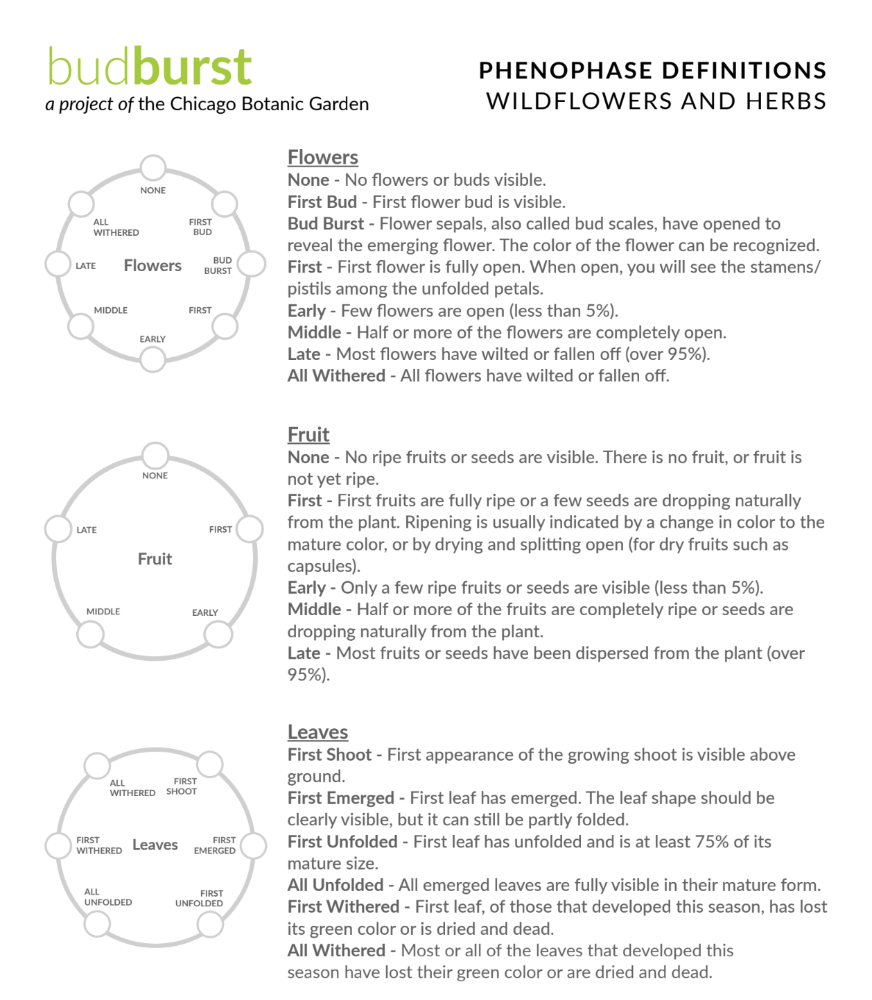 budburst
a project of the Chicago Botanic Garden
PHENOPHASE DEFINITIONS
WILDFLOWERS AND HERBS
NONE
ALL
WITHERED
FIRST
BUD
LATE
Flowers
BUD
BURST
MIDDLE
FIRST
EARLY
Flowers
None - No flowers or buds visible.
First Bud - First flower bud is visible.
Bud Burst - Flower sepals, also called bud scales, have opened to
reveal the emerging flower. The color of the flower can be recognized.
First - First flower is fully open. When open, you will see the stamens/
pistils among the unfolded petals.
Early - Few flowers are open (less than 5%).
Middle - Half or more of the flowers are completely open.
Late - Most flowers have wilted or fallen off (over 95%).
All Withered - All flowers have wilted or fallen off.
NONE
LATE
FIRST
Fruit
MIDDLE
EARLY
Fruit
None - No ripe fruits or seeds are visible. There is no fruit, or fruit is
not yet ripe.
First - First fruits are fully ripe or a few seeds are dropping naturally
from the plant. Ripening is usually indicated by a change in color to the
mature color, or by drying and splitting open (for dry fruits such as
capsules).
Early - Only a few ripe fruits or seeds are visible (less than 5%).
Middle - Half or more of the fruits are completely ripe or seeds are
dropping naturally from the plant.
Late - Most fruits or seeds have been dispersed from the plant (over
95%).
ALL
WITHERED
FIRST
SHOOT
FIRST
WITHERED
Leaves
FIRST
EMERGED
ALL
UNFOLDED
FIRST
UNFOLDED
Leaves
First Shoot - First appearance of the growing shoot is visible above
ground.
First Emerged - First leaf has emerged. The leaf shape should be
clearly visible, but it can still be partly folded.
First Unfolded - First leaf has unfolded and is at least 75% of its
mature size.
All Unfolded - All emerged leaves are fully visible in their mature form.
First Withered - First leaf, of those that developed this season, has lost
its green color or is dried and dead.
All Withered - Most or all of the leaves that developed this
season have lost their green color or are dried and dead.